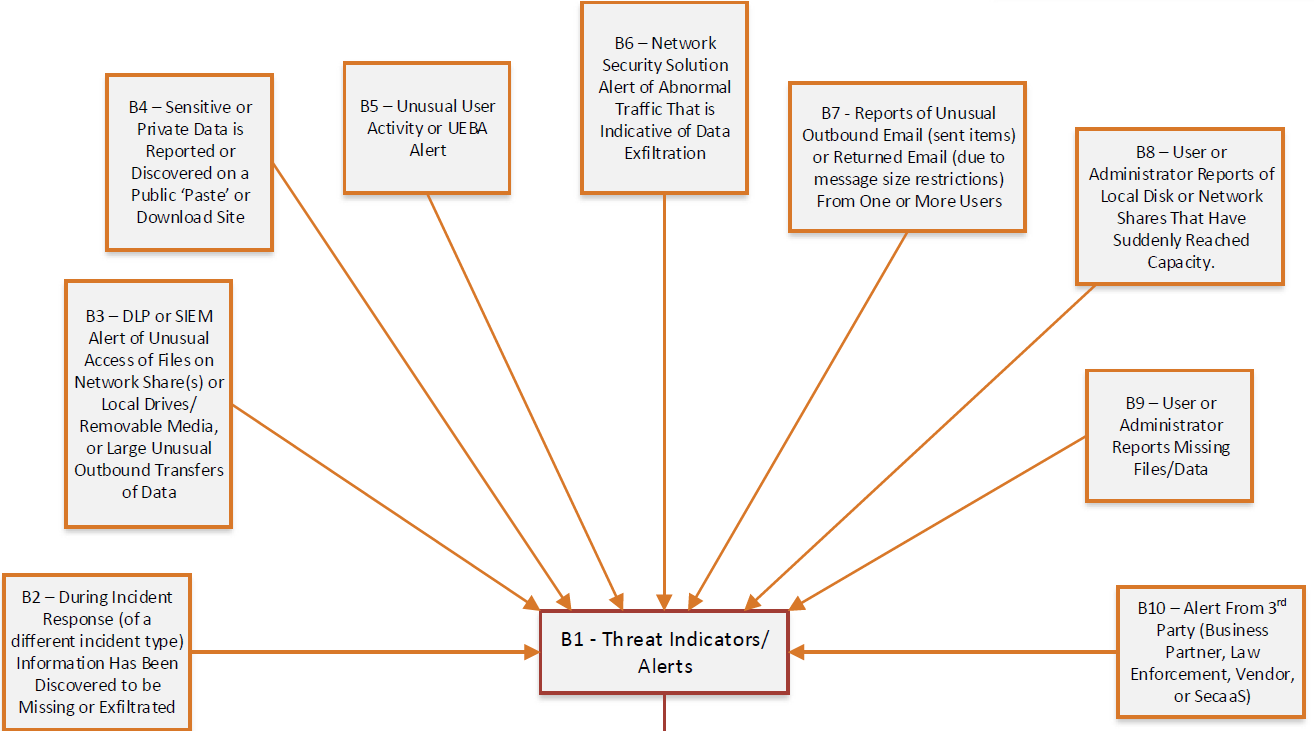 B6 – Network
Security Solution
Alert of Abnormal
Traffic That is
Indicative of Data
Exfiltration
B4 – Sensitive or
Private Data is
Reported or
Discovered on a
Public ‘Paste’ or
Download Site
B5 – Unusual User
Activity or UEBA
Alert
B7 - Reports of Unusual
Outbound Email (sent items)
or Returned Email (due to
message size restrictions)
From One or More Users
B8 – User or
Administrator Reports of
Local Disk or Network
Shares That Have
Suddenly Reached
Capacity.
B3 – DLP or SIEM
Alert of Unusual
Access of Files on
Network Share(s) or
Local Drives/
Removable Media,
or Large Unusual
Outbound Transfers
of Data
B9 – User or
Administrator
Reports Missing
Files/Data
B2 – During Incident
Response (of a
different incident type)
Information Has Been
Discovered to be
Missing or Exfiltrated
B1 - Threat Indicators/
Alerts
B10 – Alert From 3rd
Party (Business
Partner, Law
Enforcement, Vendor,
or SecaaS)